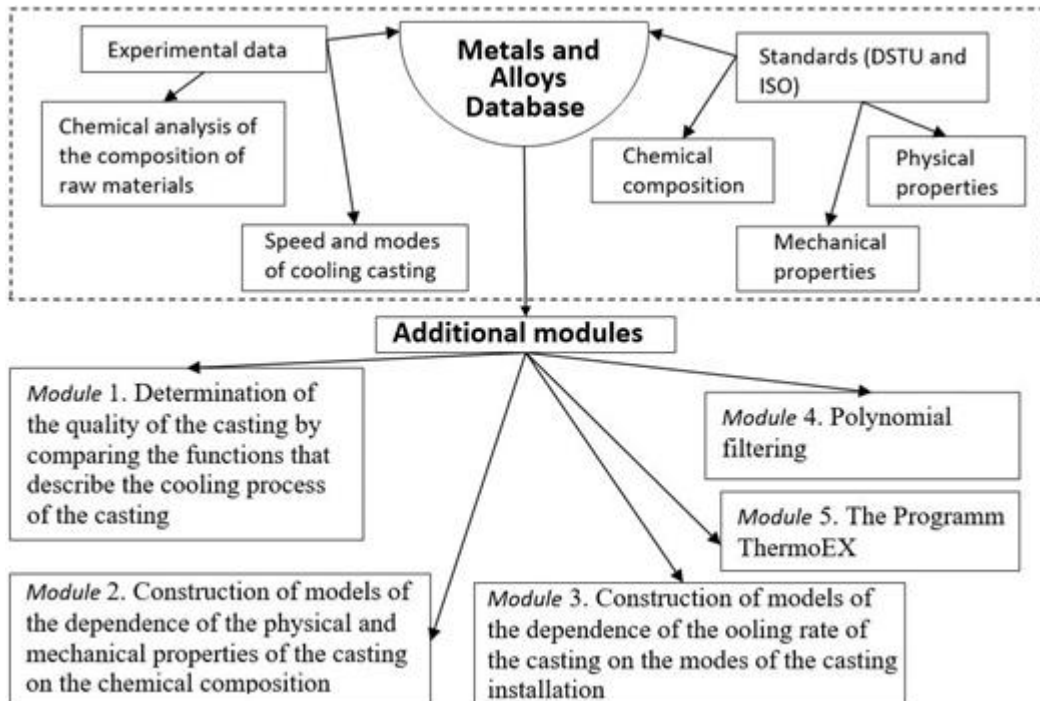 Experimental data
Metals and
Alloys
Database
Standards (DSTU and
ISO)
Chemical analysis of
the composition of
raw materials
Speed and modes
of cooling casting
Chemical
composition
Physical
properties
Mechanical
properties
Additional modules
Module 1. Determination of
the quality of the casting by
comparing the functions that
describe the cooling process
of the casting
Module 4. Polynomial
filtering
Module 5. The Programm
ThermoEX
Module 2. Construction of models of
the dependence of the physical and
mechanical properties of the casting
on the chemical composition
Module 3. Construction of models of
the dependence of the ooling rate of
the casting on the modes of the casting
installation